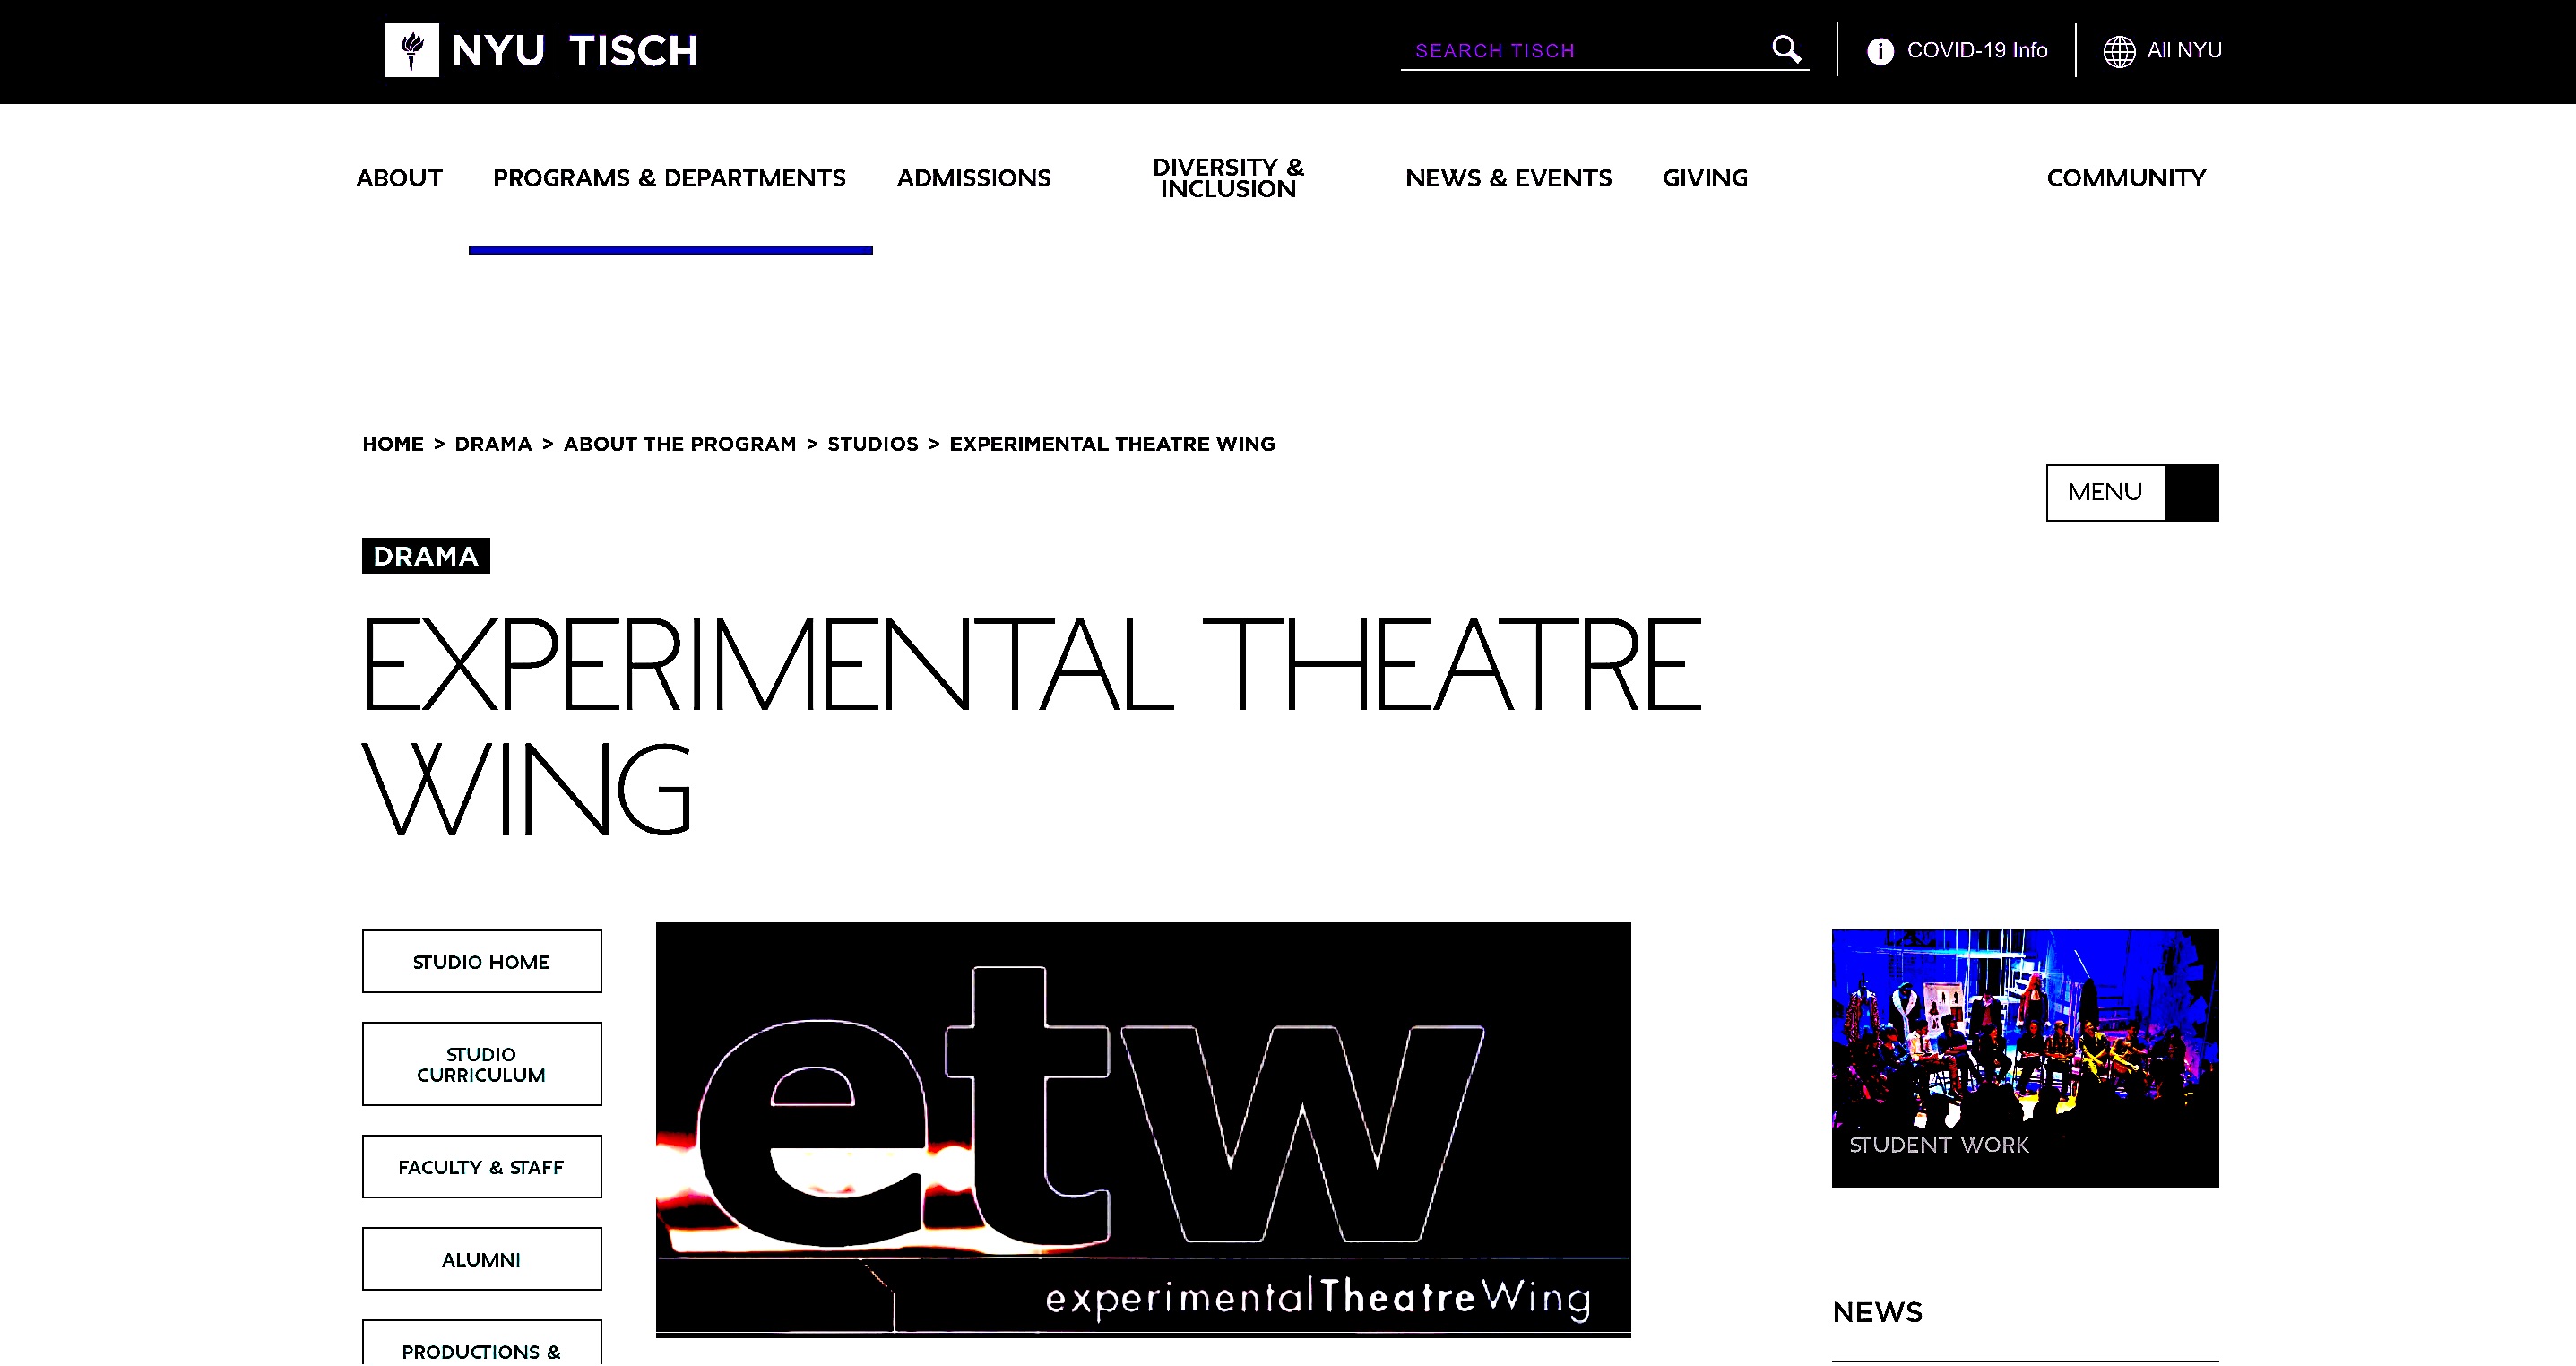 NYU | TISCH
SEARCH TISCH
COVID-19 Info
All NYU
ABOUT
PROGRAMS & DEPARTMENTS
ADMISSIONS
DIVERSITY &
INCLUSION
NEWS & EVENTS
GIVING
COMMUNITY
HOME > DRAMA > ABOUT THE PROGRAM > STUDIOS > EXPERIMENTAL THEATRE WING
MENU
DRAMA
EXPERIMENTAL THEATRE
WING
STUDIO HOME
STUDIO
CURRICULUM
FACULTY & STAFF
ALUMNI
PRODUCTIONS &
etw
experimentalTheatreWing
STUDENT WORK
NEWS